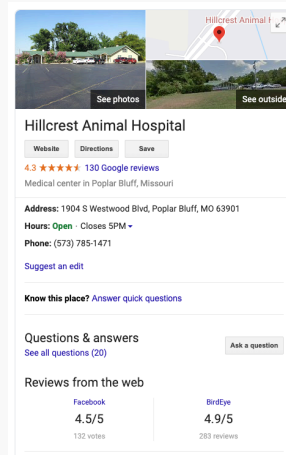 Hillcrest Animal H
See photos
See outside
Hillcrest Animal Hospital
Website Directions Save
4.3 ★★★★★ 130 Google reviews
Medical center in Poplar Bluff, Missouri
Address: 1904 S Westwood Blvd, Poplar Bluff, MO 63901
Hours: Open · Closes 5PM
Phone: (573) 785-1471
Suggest an edit
Know this place? Answer quick questions
Questions & answers
See all questions (20)
Ask a question
Reviews from the web
Facebook BirdEye
4.5/5 4.9/5
132 votes 283 reviews